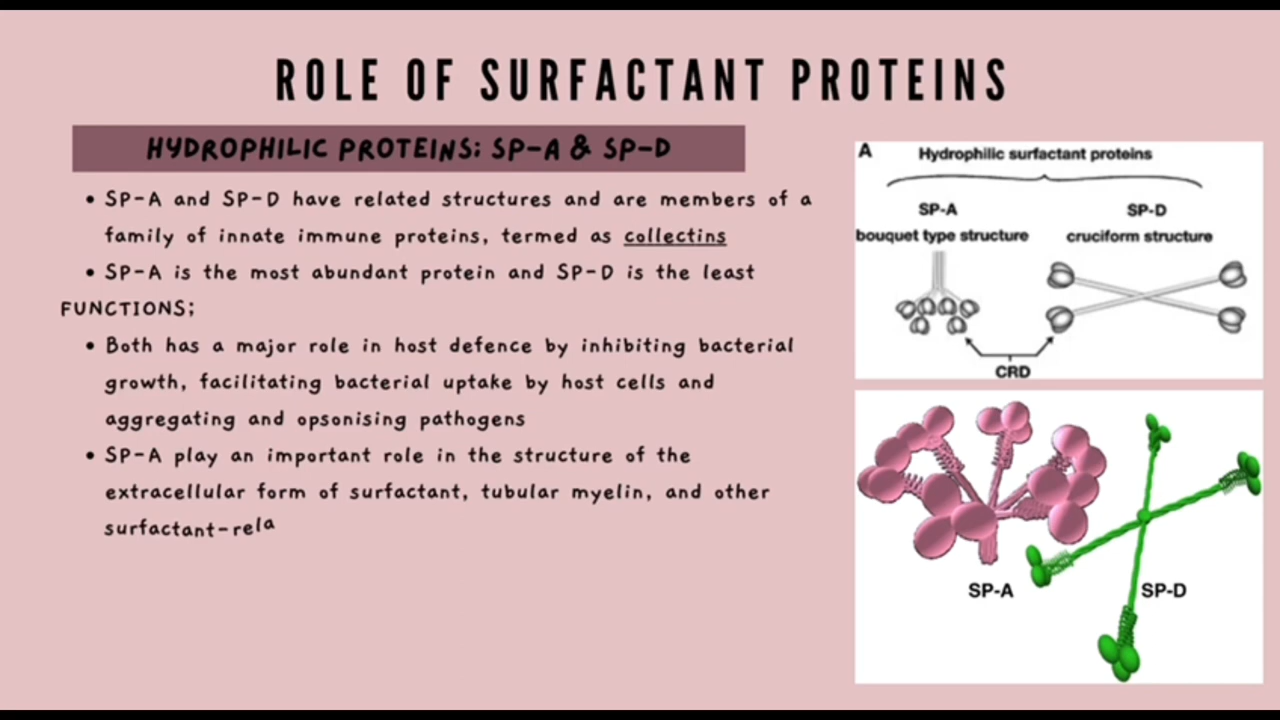 ROLE OF SURFACTANT PROTEINS
HYDROPHILIC PROTEINS: SP-A & SP-D
• SP-A and SP-D have related structures and are members of a
family of innate immune proteins, termed as collectins
• SP-A is the most abundant protein and SP-D is the least
FUNCTIONS;
• Both has a major role in host defence by inhibiting bacterial
growth, facilitating bacterial uptake by host cells and
aggregating and opsonising pathogens
• SP-A play an important role in the structure of the
extracellular form of surfactant, tubular myelin, and other
surfactant-rela
A
Hydrophilic surfactant proteins
SP-A
SP-D
bouquet type structure
cruciform structure
CRD
SP-A
SP-D